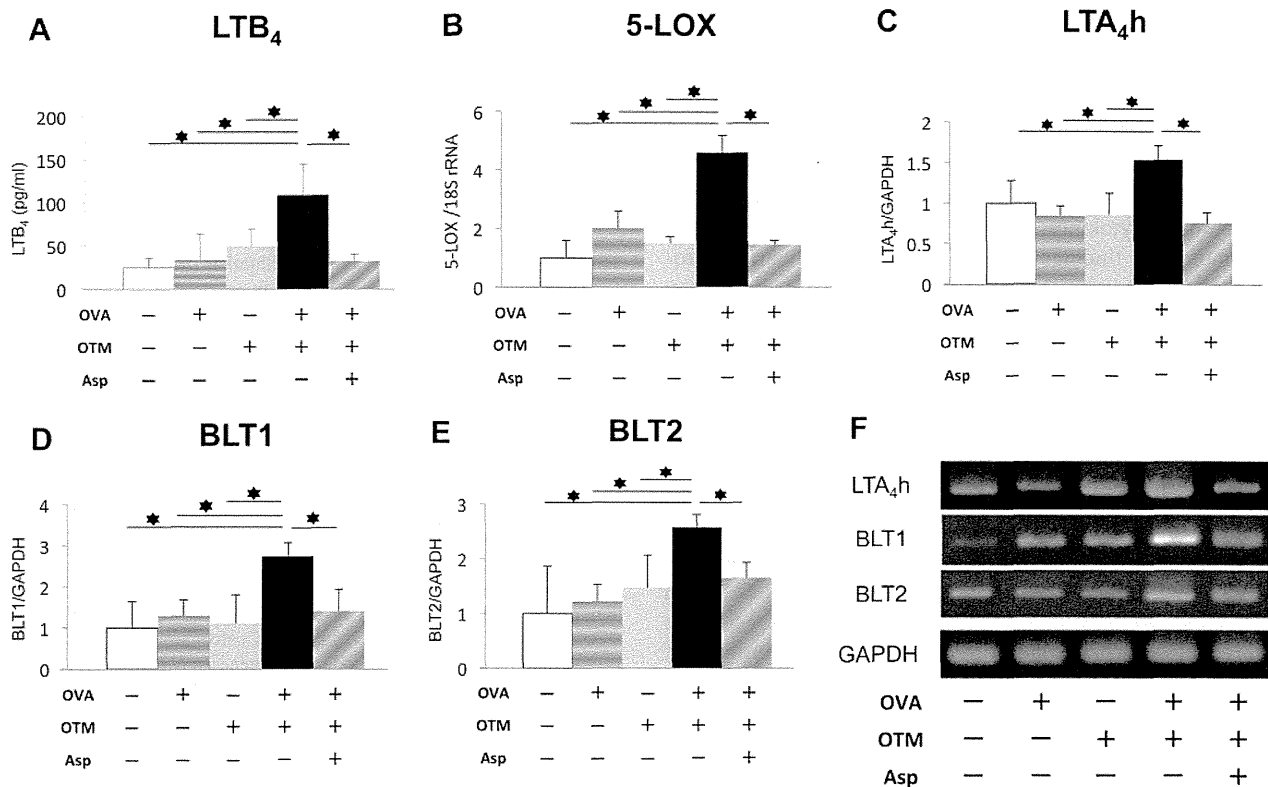 A LTB4
LTB4 (pg/ml)
200
150
100
50
0
OVA − + − + +
OTM − − + + +
Asp − − − − +
B 5-LOX
5-LOX /18S rRNA
6
4
2
0
OVA − + − + +
OTM − − + + +
Asp − − − − +
C LTA4h
LTA4h/GAPDH
2
1.5
1
0.5
0
OVA − + − + +
OTM − − + + +
Asp − − − − +
D BLT1
BLT1/GAPDH
4
3
2
1
0
OVA − + − + +
OTM − − + + +
Asp − − − − +
E BLT2
BLT2/GAPDH
3
2
1
0
OVA − + − + +
OTM − − + + +
Asp − − − − +
F
LTA4h
BLT1
BLT2
GAPDH
OVA − + − + +
OTM − − + + +
Asp − − − − +